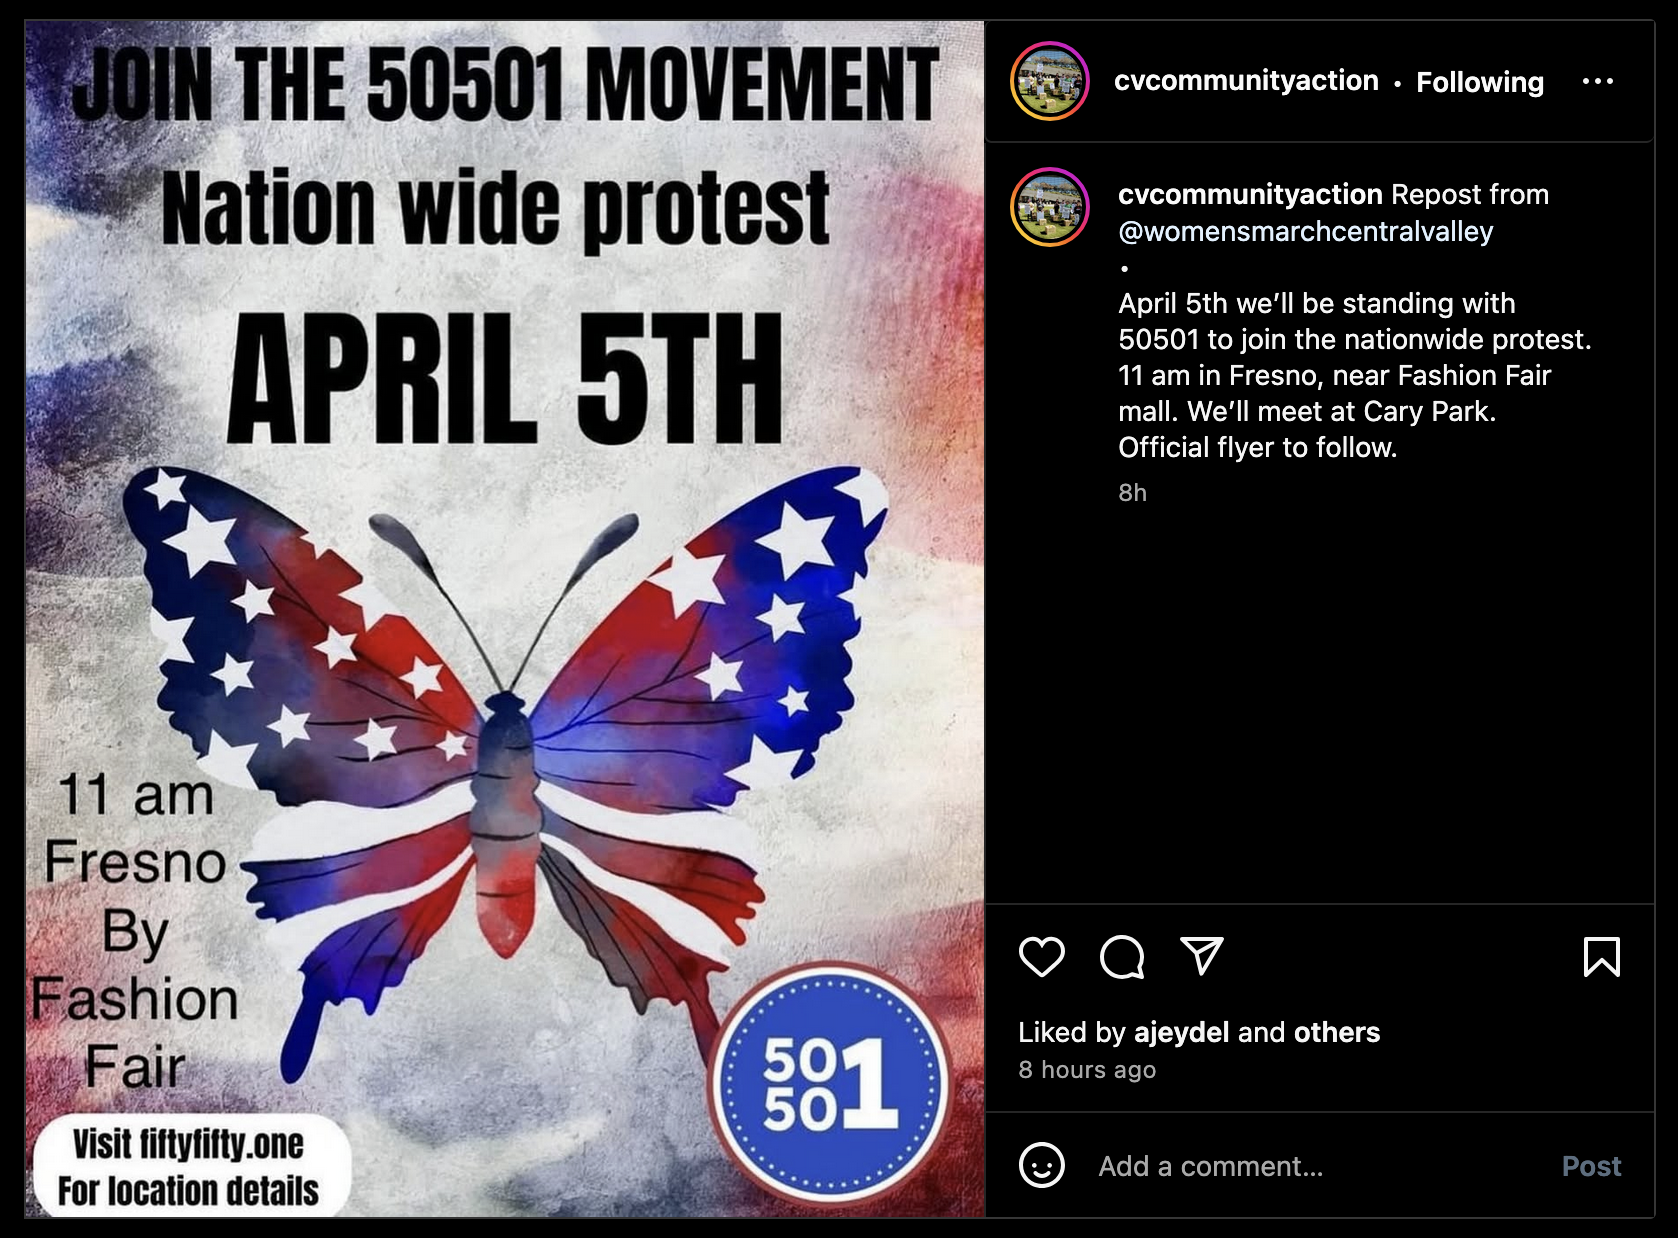 JOIN THE 50501 MOVEMENT
Nation wide protest
APRIL 5TH
11 am
Fresno
By
Fashion
Fair
Visit fiftyfifty.one
For location details
50
50
1
cvcommunityaction • Following
cvcommunityaction Repost from
@womensmarchcentralvalley
•
April 5th we’ll be standing with
50501 to join the nationwide protest.
11 am in Fresno, near Fashion Fair
mall. We’ll meet at Cary Park.
Official flyer to follow.
8h
Liked by ajeydel and others
8 hours ago
Add a comment...
Post